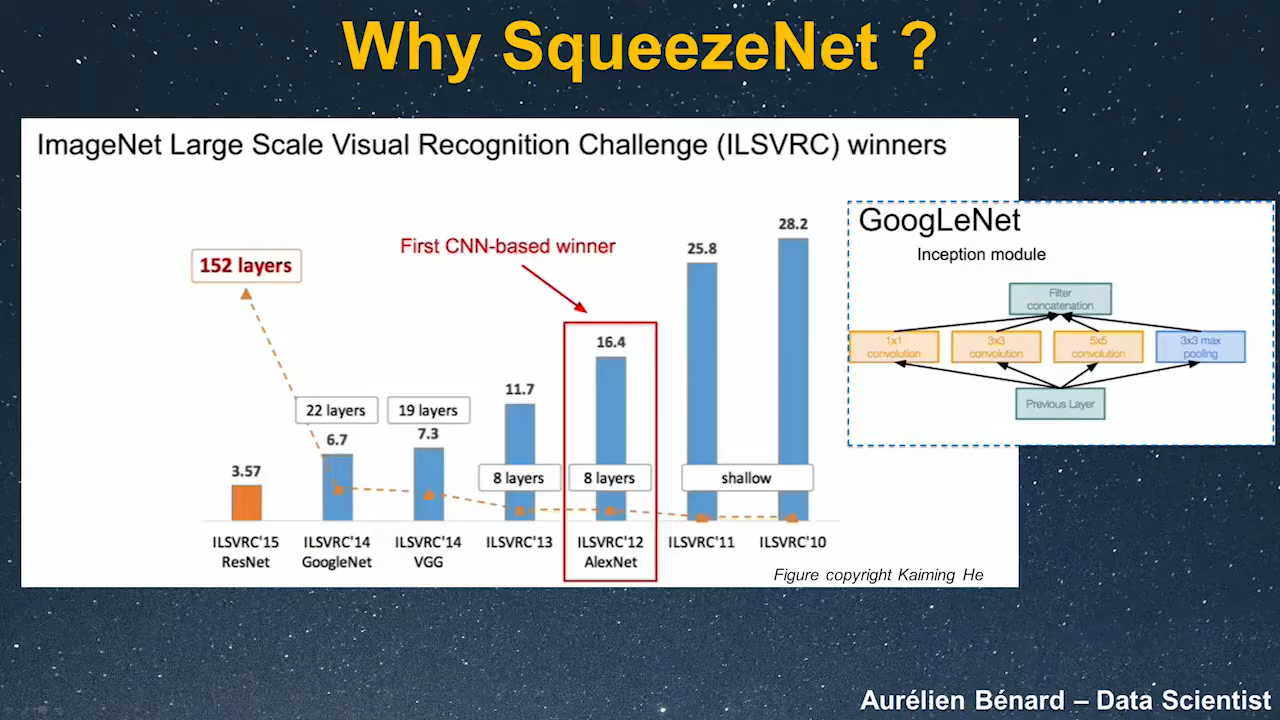 Why SqueezeNet ?
ImageNet Large Scale Visual Recognition Challenge (ILSVRC) winners
152 layers
First CNN-based winner
22 layers
19 layers
8 layers
8 layers
shallow
3.57
6.7
7.3
11.7
16.4
25.8
28.2
ILSVRC'15
ResNet
ILSVRC'14
GoogleNet
ILSVRC'14
VGG
ILSVRC'13
ILSVRC'12
AlexNet
ILSVRC'11
ILSVRC'10
Figure copyright Kaiming He
GoogLeNet
Inception module
Filter
concatenation
1x1
convolution
3x3
convolution
5x5
convolution
3x3 max
pooling
Previous Layer
Aurélien Bénard – Data Scientist